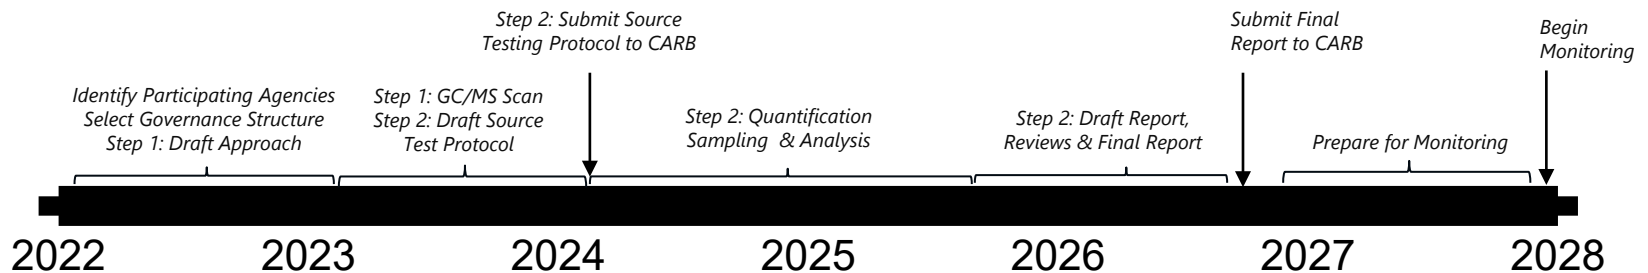 Step 2: Submit Source
Testing Protocol to CARB
Submit Final
Report to CARB
Begin
Monitoring
Identify Participating Agencies
Select Governance Structure
Step 1: Draft Approach
Step 1: GC/MS Scan
Step 2: Draft Source
Test Protocol
Step 2: Quantification
Sampling & Analysis
Step 2: Draft Report,
Reviews & Final Report
Prepare for Monitoring
2022 2023 2024 2025 2026 2027 2028